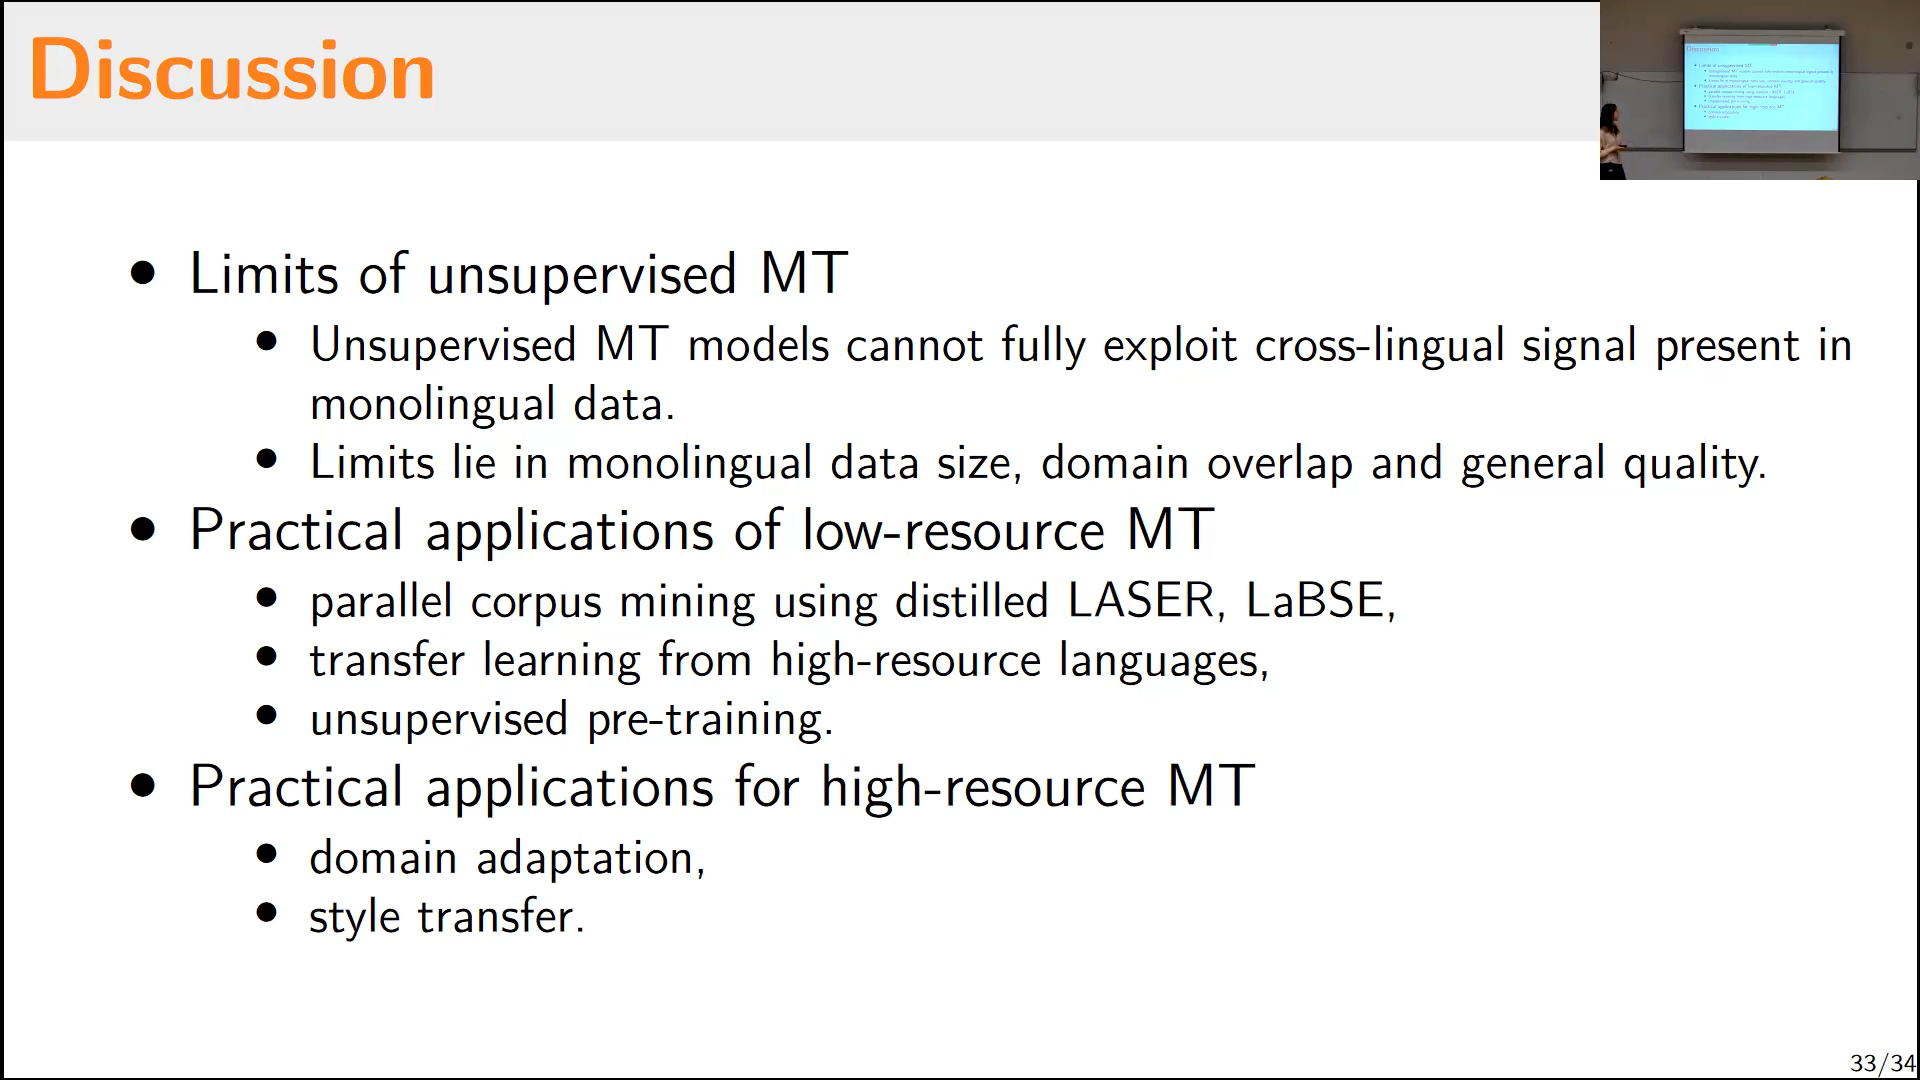 Discussion
• Limits of unsupervised MT
• Unsupervised MT models cannot fully exploit cross-lingual signal present in
monolingual data.
• Limits lie in monolingual data size, domain overlap and general quality.
• Practical applications of low-resource MT
• parallel corpus mining using distilled LASER, LaBSE,
• transfer learning from high-resource languages,
• unsupervised pre-training.
• Practical applications for high-resource MT
• domain adaptation,
• style transfer.
33/34